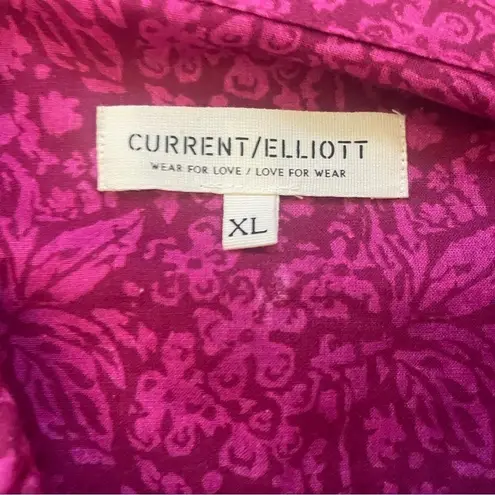 CURRENT/ELLIOTT
WEAR FOR LOVE / LOVE FOR WEAR
XL